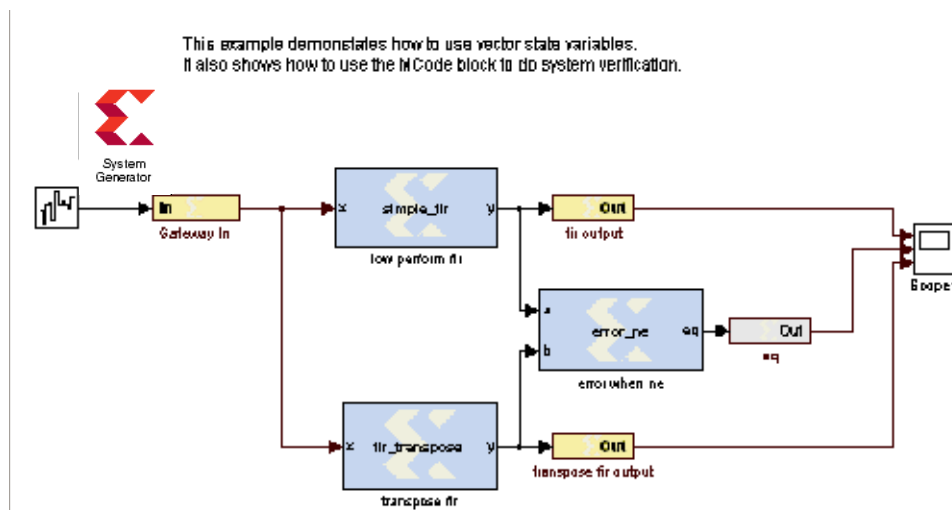 This example demonstates how to use vector state variables.
It also shows how to use the MCode block to do system verification.
System
Generator
In
Gateway In
x
simple_fir
y
low perform fir
Out
fir output
Scope
a
b
error_ne
eq
error when ne
Out
eq
x
fir_transpose
y
transpose fir
Out
transpose fir output